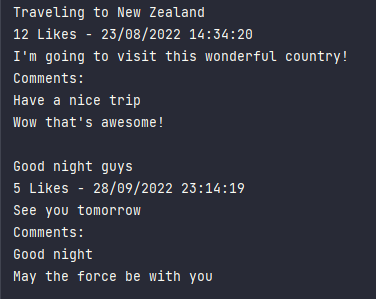 Traveling to New Zealand
12 Likes - 23/08/2022 14:34:20
I'm going to visit this wonderful country!
Comments:
Have a nice trip
Wow that's awesome!

Good night guys
5 Likes - 28/09/2022 23:14:19
See you tomorrow
Comments:
Good night
May the force be with you